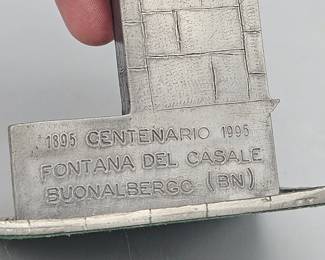 1895 CENTENARIO 1995
FONTANA DEL CASALE
BUONALBERGO (BN)